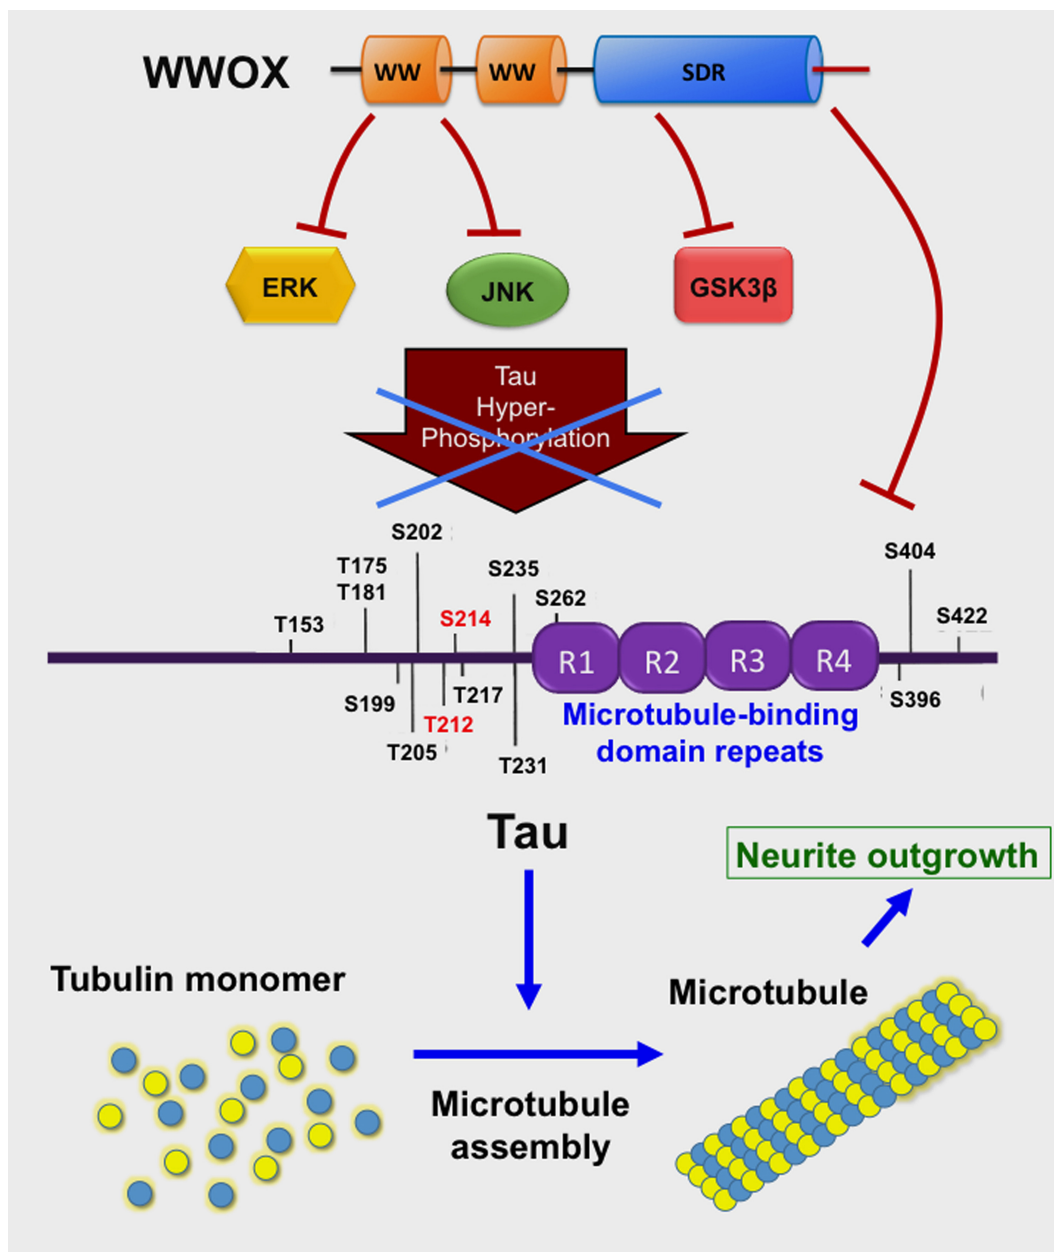 WWOX
WW
WW
SDR
ERK
JNK
GSK3β
Tau
Hyper-
Phosphorylation
S202
S404
T175
S235
T181
S262
T153
S214
S422
R1
R2
R3
R4
S199
T217
S396
T212
T205
T231
Microtubule-binding
domain repeats
Tau
Neurite outgrowth
Tubulin monomer
Microtubule
Microtubule
assembly